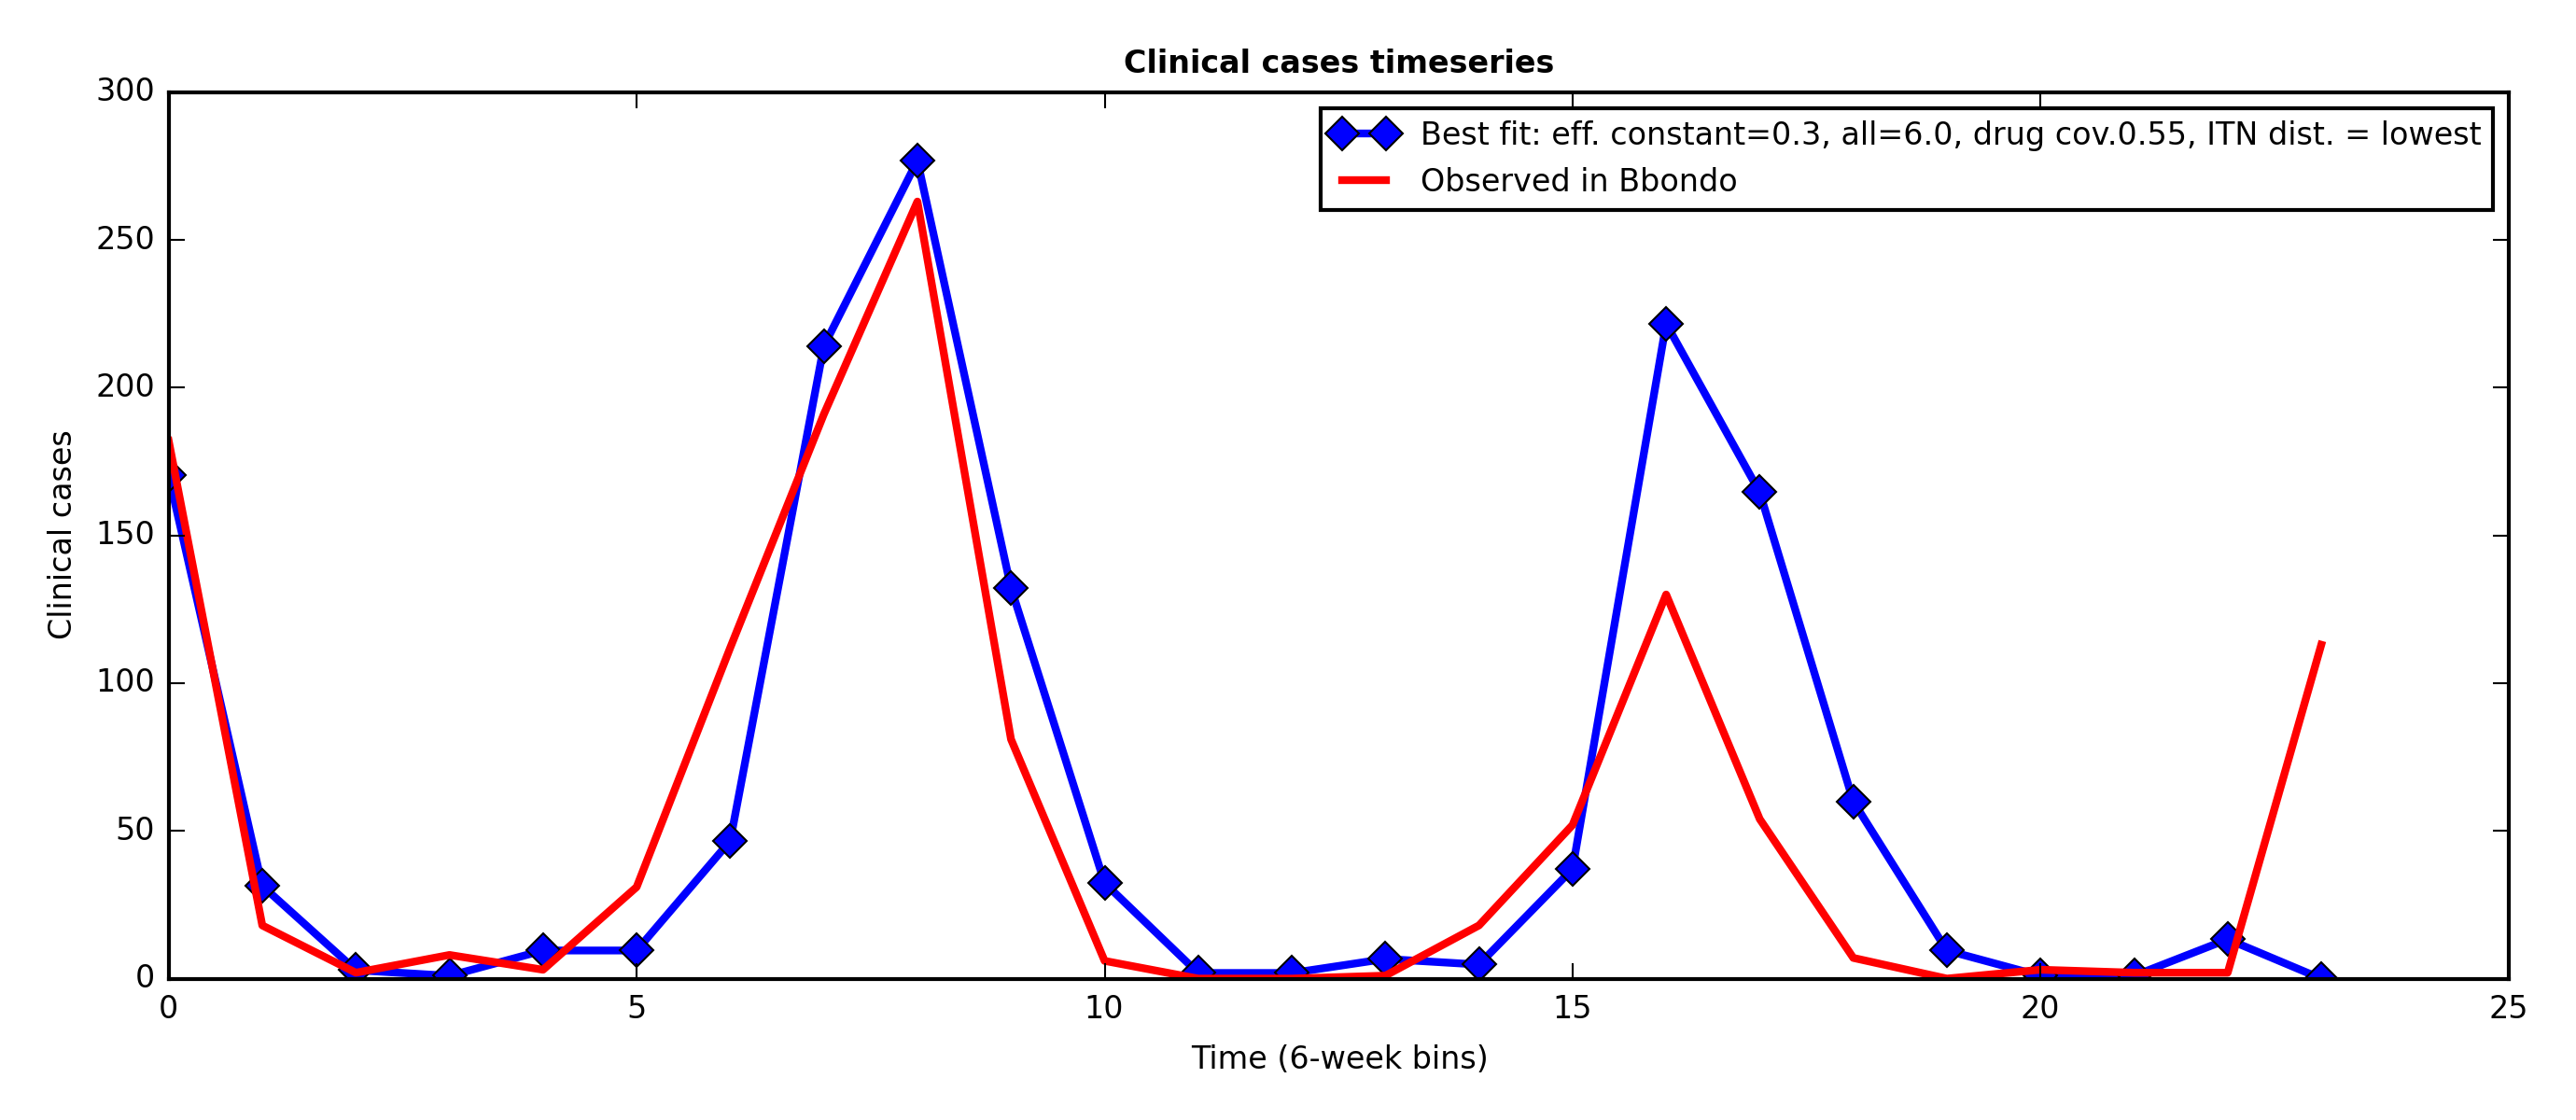 Clinical cases timeseries
Best fit: eff. constant=0.3, all=6.0, drug cov.0.55, ITN dist. = lowest
Observed in Bbondo
Clinical cases
300
250
200
150
100
50
0
0 5 10 15 20 25
Time (6-week bins)